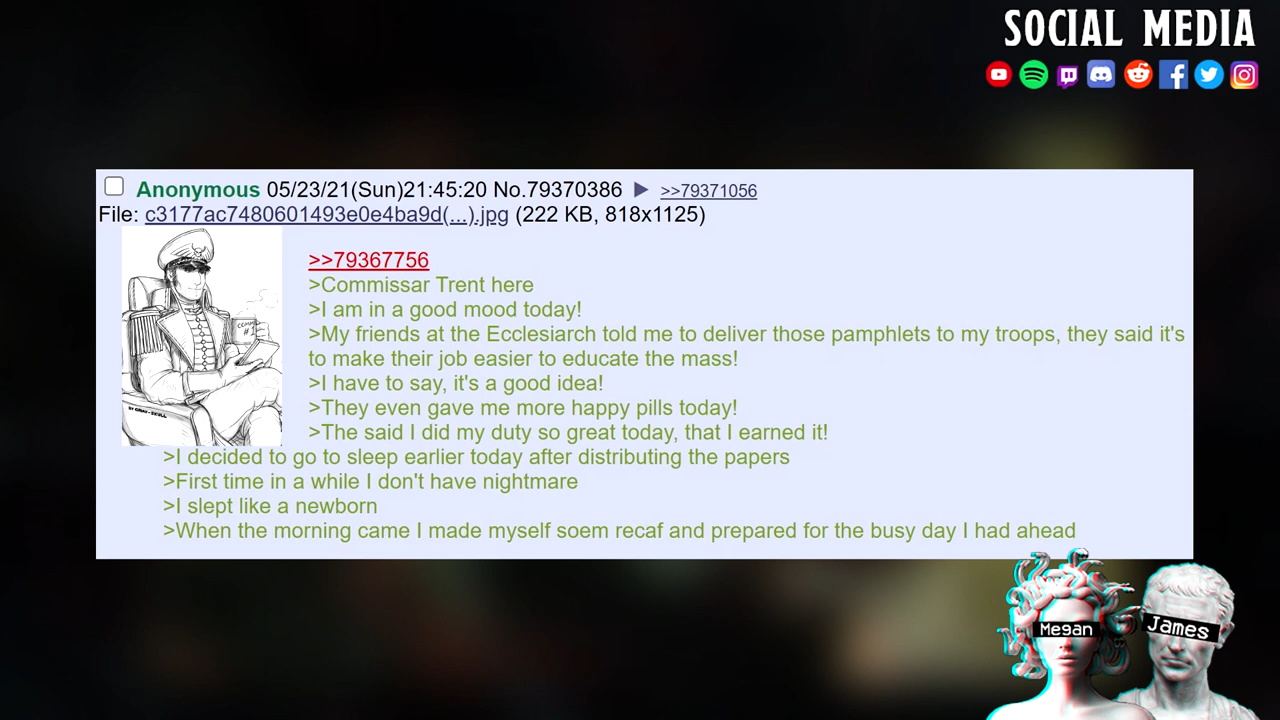 SOCIAL MEDIA
Anonymous 05/23/21(Sun)21:45:20 No.79370386 ▶ >>79371056
File: c3177ac7480601493e0e4ba9d(...).jpg (222 KB, 818x1125)
>>79367756
>Commissar Trent here
>I am in a good mood today!
>My friends at the Ecclesiarch told me to deliver those pamphlets to my troops, they said it's
to make their job easier to educate the mass!
>I have to say, it's a good idea!
>They even gave me more happy pills today!
>The said I did my duty so great today, that I earned it!
>I decided to go to sleep earlier today after distributing the papers
>First time in a while I don't have nightmare
>I slept like a newborn
>When the morning came I made myself soem recaf and prepared for the busy day I had ahead
Megan
James